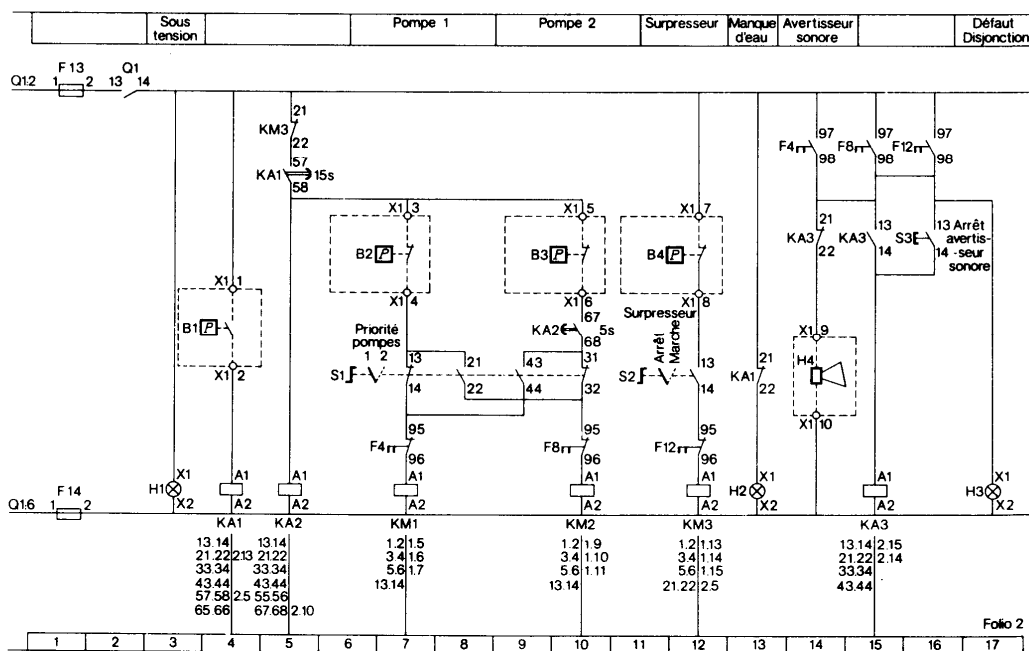 Sous tension
Pompe 1
Pompe 2
Surpresseur
Manque d'eau
Avertisseur sonore
Défaut Disjonction
F13
Q1
Q1:2 1 2 13 14
21
KM3
22
57
KA1 15s
58
97 97 97
F4 F8 F12
98 98 98
X1 3 X1 5 X1 7
B2 P B3 P B4 P
X1 4 X1 6 X1 8
21 13 13 Arrêt
KA3 KA3 S3 avertis-
22 14 14 -seur
sonore
X1 1
B1 P
X1 2
67
KA2 5s
68
Surpresseur
Arrêt
Marche
Priorité
pompes
1 2
13 21 43 31 13 21
S1 S2 KA1
14 22 44 32 14 22
X1 9
H4
X1 10
95 95 95
F4 F8 F12
96 96 96
X1 A1 A1 A1 A1 A1 X1 A1 X1
H1 H2 H3
X2 A2 A2 A2 A2 A2 X2 A2 X2
F14
Q1:6 1 2
KA1 KA2 KM1 KM2 KM3 KA3
13.14 13.14 1.2 1.5 1.2 1.9 1.2 1.13 13.14 2.15
21.22 2.13 21.22 3.4 1.6 3.4 1.10 3.4 1.14 21.22 2.14
33.34 33.34 5.6 1.7 5.6 1.11 5.6 1.15 33.34
43.44 43.44 13.14 13.14 21.22 2.5 43.44
57.58 2.5 55.56
65.66 67.68 2.10
Folio 2
1 2 3 4 5 6 7 8 9 10 11 12 13 14 15 16 17